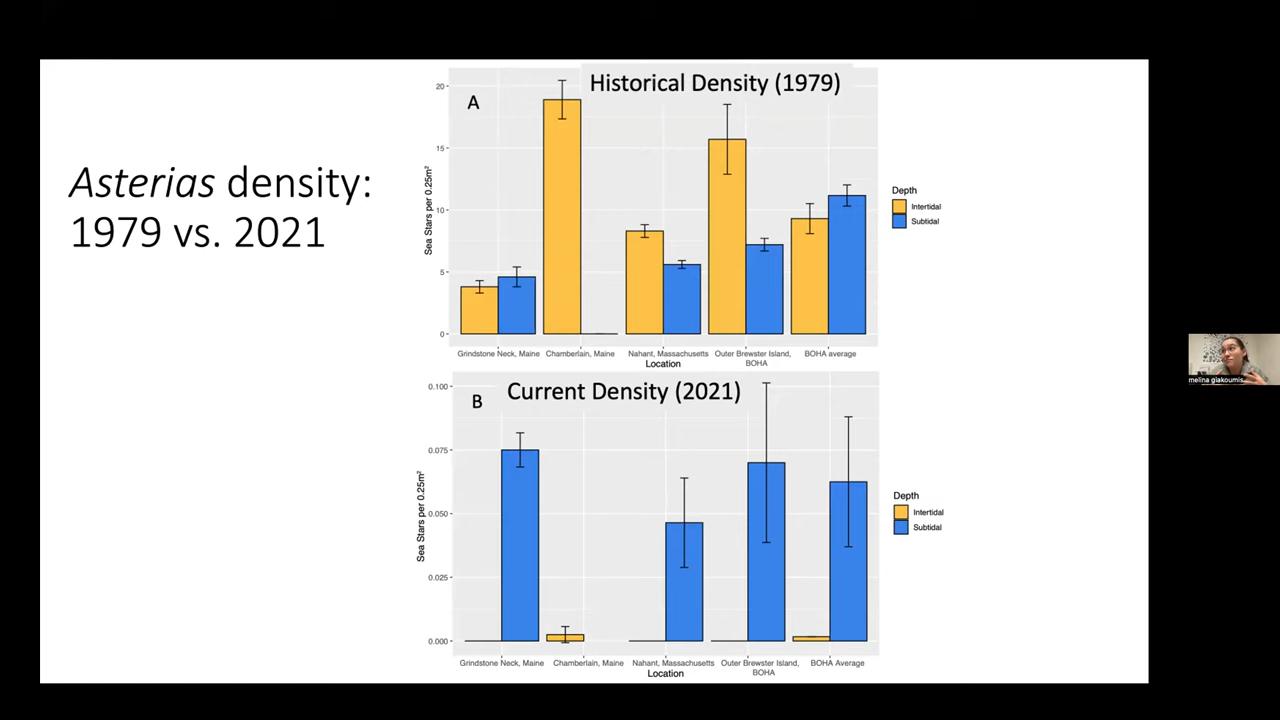 Asterias density:
1979 vs. 2021
Historical Density (1979)
A
20
15
10
5
0
Sea Stars per 0.25m²
Grindstone Neck, Maine
Chamberlain, Maine
Nahant, Massachusetts
Outer Brewster Island,
BOHA
BOHA average
Location
Depth
Intertidal
Subtidal
Current Density (2021)
B
0.100
0.075
0.050
0.025
0.000
Sea Stars per 0.25m²
Grindstone Neck, Maine
Chamberlain, Maine
Nahant, Massachusetts
Outer Brewster Island,
BOHA
BOHA Average
Location
Depth
Intertidal
Subtidal
melina giakoumis